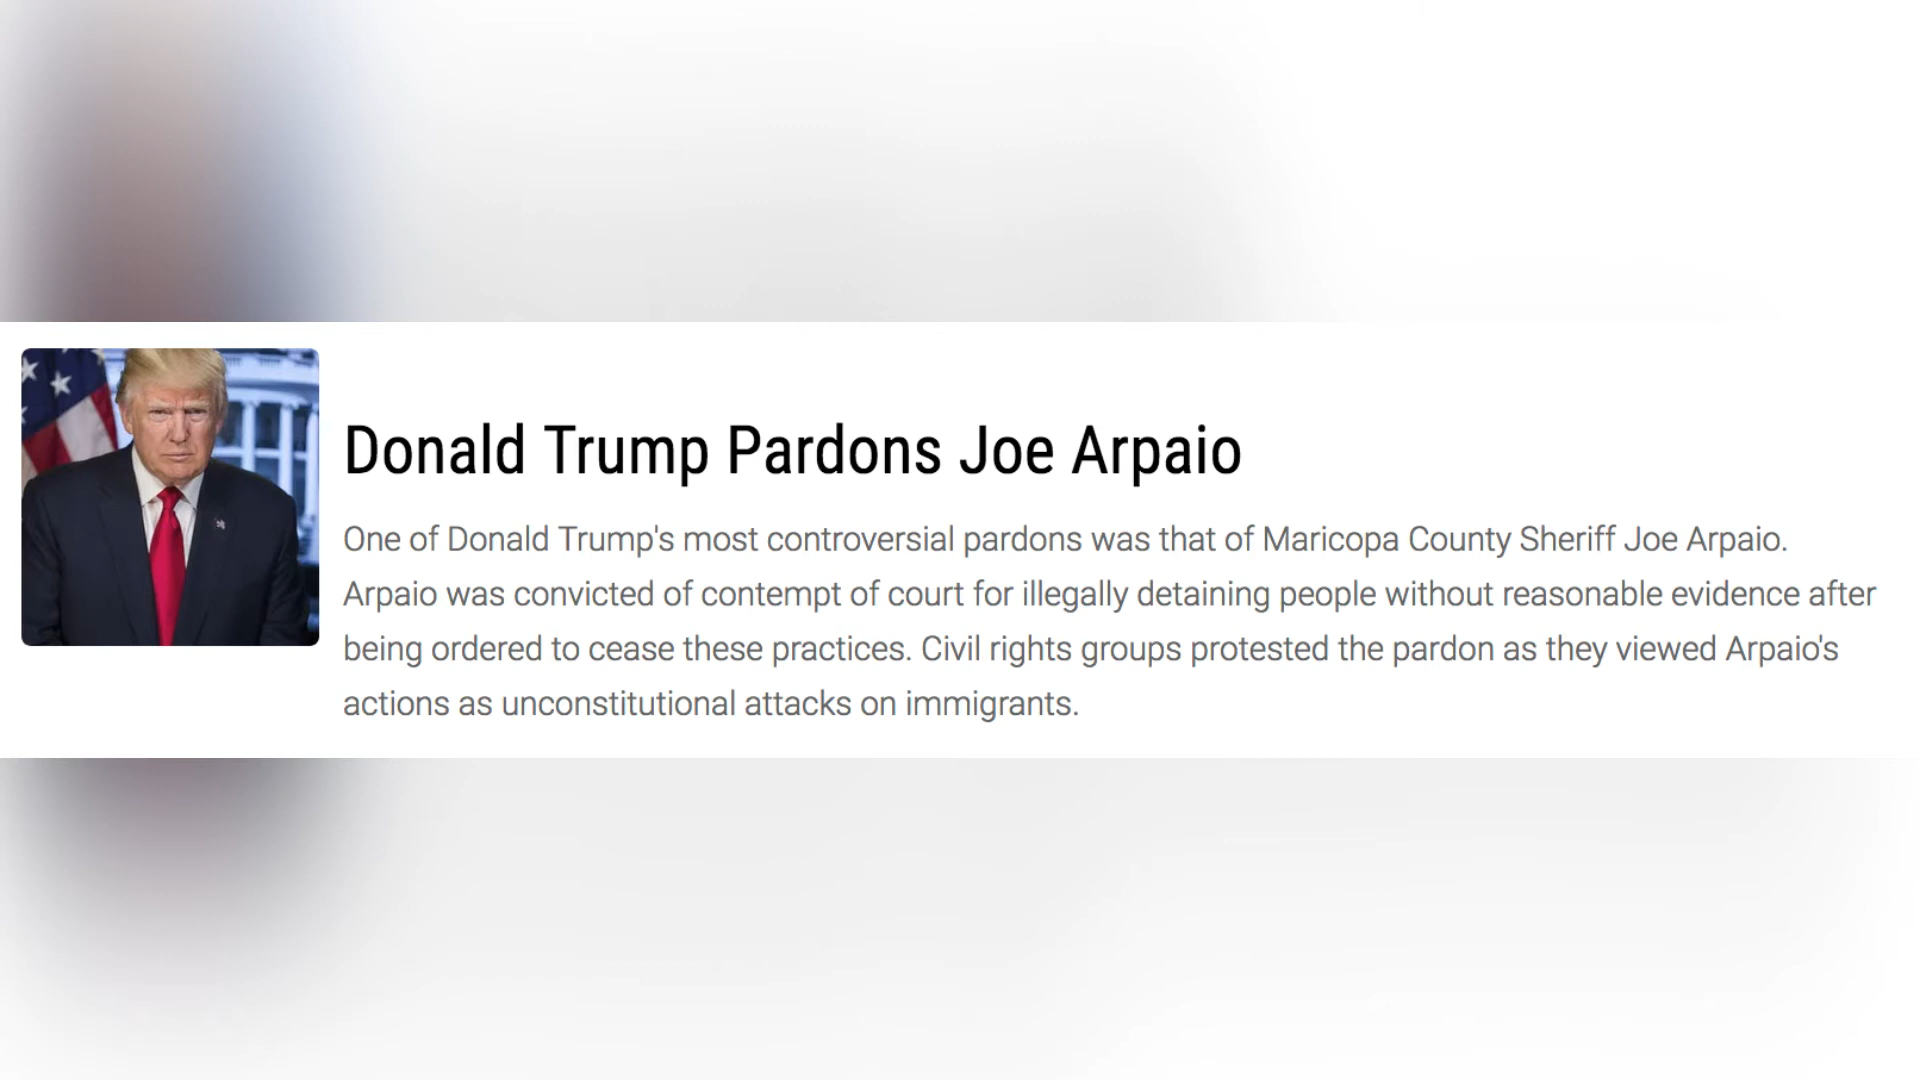 Donald Trump Pardons Joe Arpaio
One of Donald Trump's most controversial pardons was that of Maricopa County Sheriff Joe Arpaio.
Arpaio was convicted of contempt of court for illegally detaining people without reasonable evidence after
being ordered to cease these practices. Civil rights groups protested the pardon as they viewed Arpaio's
actions as unconstitutional attacks on immigrants.